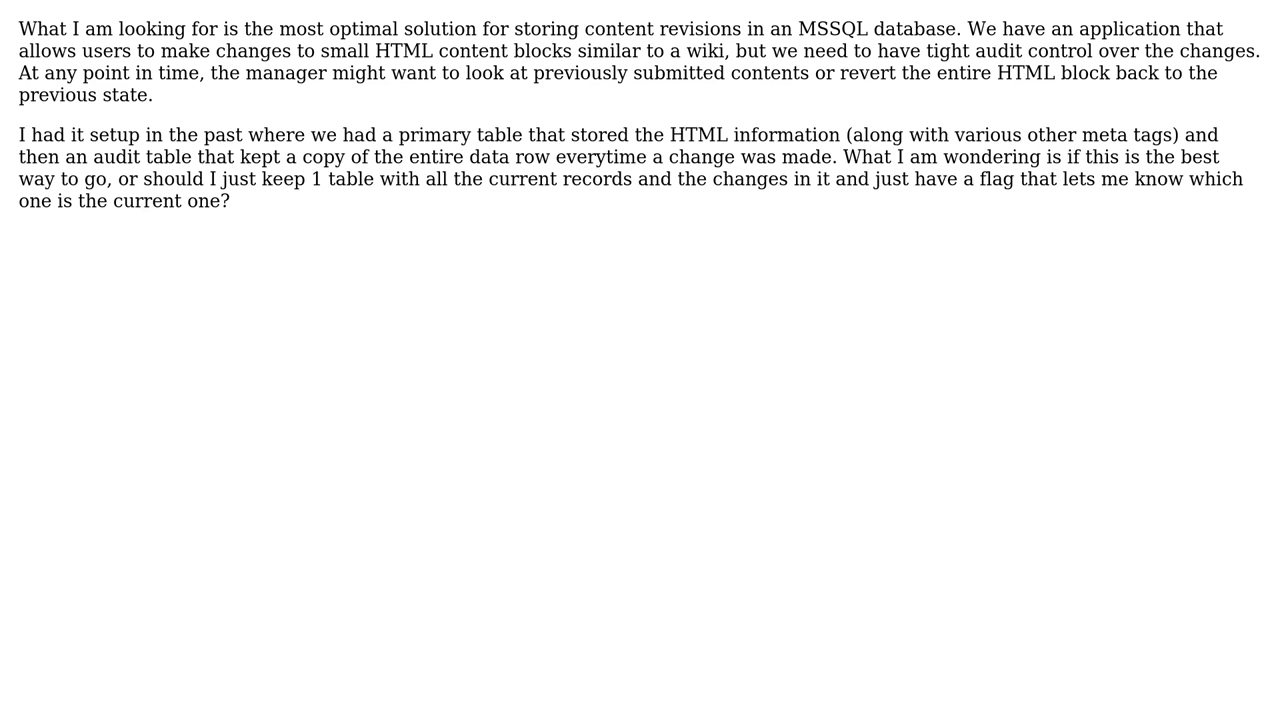 What I am looking for is the most optimal solution for storing content revisions in an MSSQL database. We have an application that
allows users to make changes to small HTML content blocks similar to a wiki, but we need to have tight audit control over the changes.
At any point in time, the manager might want to look at previously submitted contents or revert the entire HTML block back to the
previous state.
I had it setup in the past where we had a primary table that stored the HTML information (along with various other meta tags) and
then an audit table that kept a copy of the entire data row everytime a change was made. What I am wondering is if this is the best
way to go, or should I just keep 1 table with all the current records and the changes in it and just have a flag that lets me know which
one is the current one?